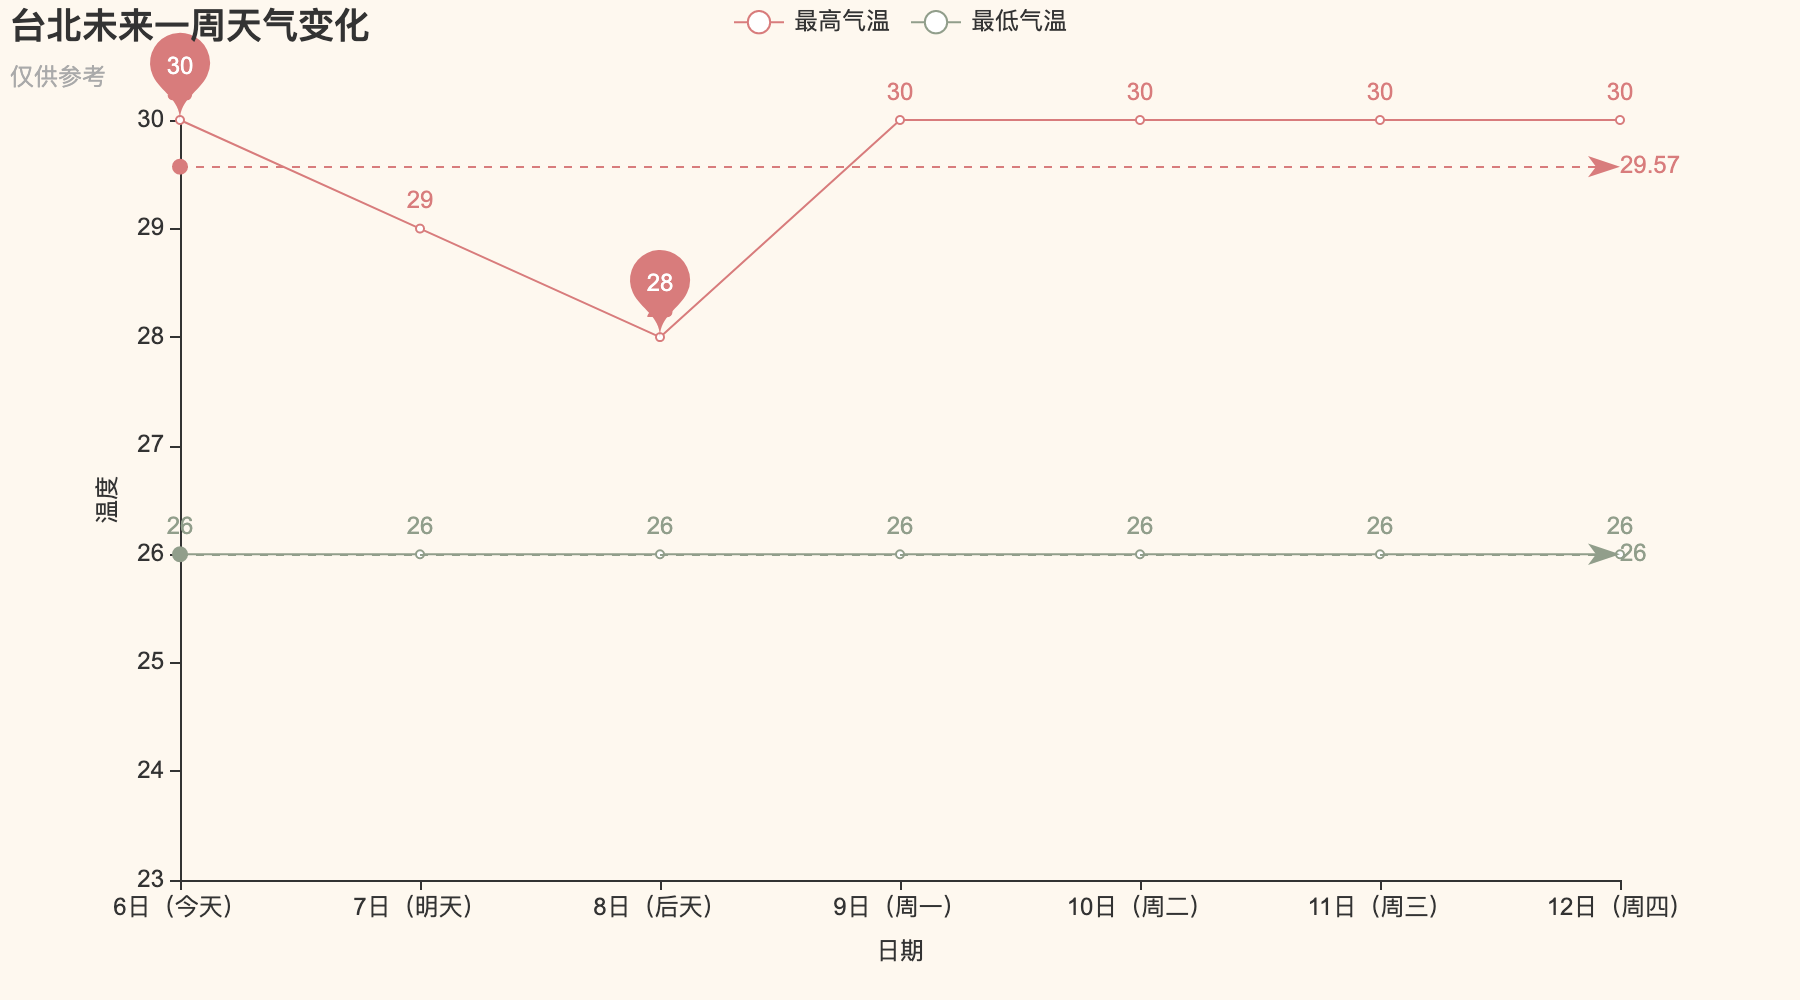 台北未来一周天气变化
仅供参考
最高气温
最低气温
30
30
30
30
30
30
29.57
29
29
28
28
27
温度
26
26
26
26
26
26
26
26
26
25
24
23
6日（今天）
7日（明天）
8日（后天）
9日（周一）
10日（周二）
11日（周三）
12日（周四）
日期